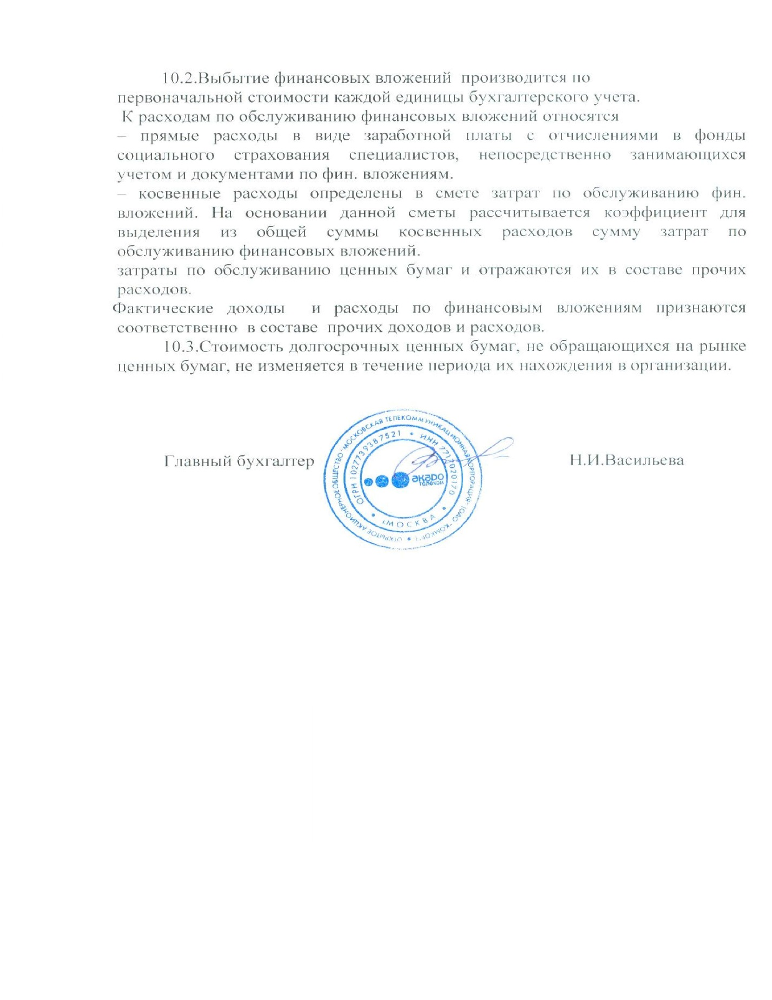 10.2.Выбытие финансовых вложений производится по
первоначальной стоимости каждой единицы бухгалтерского учета.
К расходам по обслуживанию финансовых вложений относятся
– прямые расходы в виде заработной платы с отчислениями в фонды
социального страхования специалистов, непосредственно занимающихся
учетом и документами по фин. вложениям.
– косвенные расходы определены в смете затрат по обслуживанию фин.
вложений. На основании данной сметы рассчитывается коэффициент для
выделения из общей суммы косвенных расходов сумму затрат по
обслуживанию финансовых вложений.
затраты по обслуживанию ценных бумаг и отражаются их в составе прочих
расходов.
Фактические доходы и расходы по финансовым вложениям признаются
соответственно в составе прочих доходов и расходов.
10.3.Стоимость долгосрочных ценных бумаг, не обращающихся на рынке
ценных бумаг, не изменяется в течение периода их нахождения в организации.
Главный бухгалтер
Н.И.Васильева
ОТКРЫТОЕ АКЦИОНЕРНОЕ ОБЩЕСТВО "МОСКОВСКАЯ ТЕЛЕКОММУНИКАЦИОННАЯ КОРПОРАЦИЯ" (ОАО "КОМКОР")
ОГРН 1027739387521 • ИНН 7712020170
• г.МОСКВА •
акадо
телеком